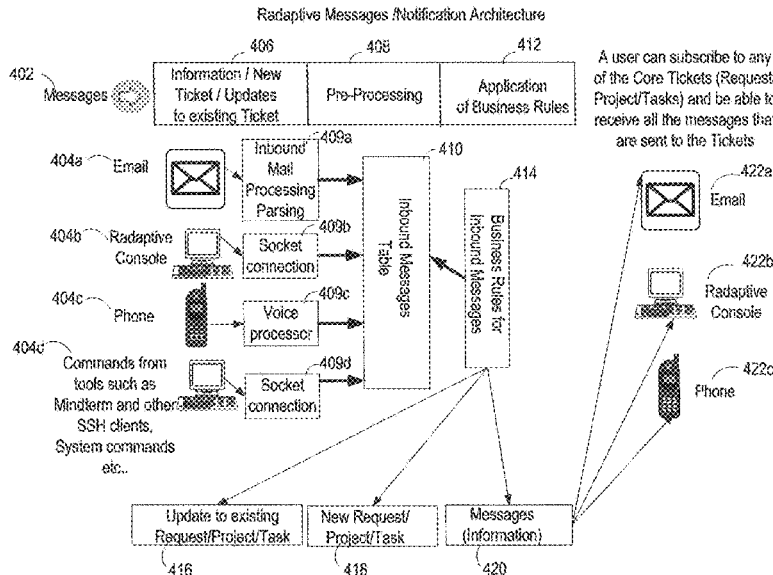 Radaptive Messages /Notification Architecture
406
408
412
402
Messages
Information / New
Ticket / Updates
to existing Ticket
Pre-Processing
Application
of Business Rules
A user can subscribe to any
of the Core Tickets (Request
Project/Tasks) and be able to
receive all the messages that
are sent to the Tickets
404a
Email
Inbound
Mail
Processing
Parsing
409a
410
414
422a
Email
404b
Radaptive
Console
409b
Socket
connection
Inbound Messages
Table
Business Rules for
Inbound Messages
422b
Radaptive
Console
404c
Phone
409c
Voice
processor
422c
Phone
404d
Commands from
tools such as
Mindterm and other
SSH clients,
System commands
etc..
409d
Socket
connection
Update to existing
Request/Project/Task
New Request/
Project/Task
Messages
(Information)
416
418
420